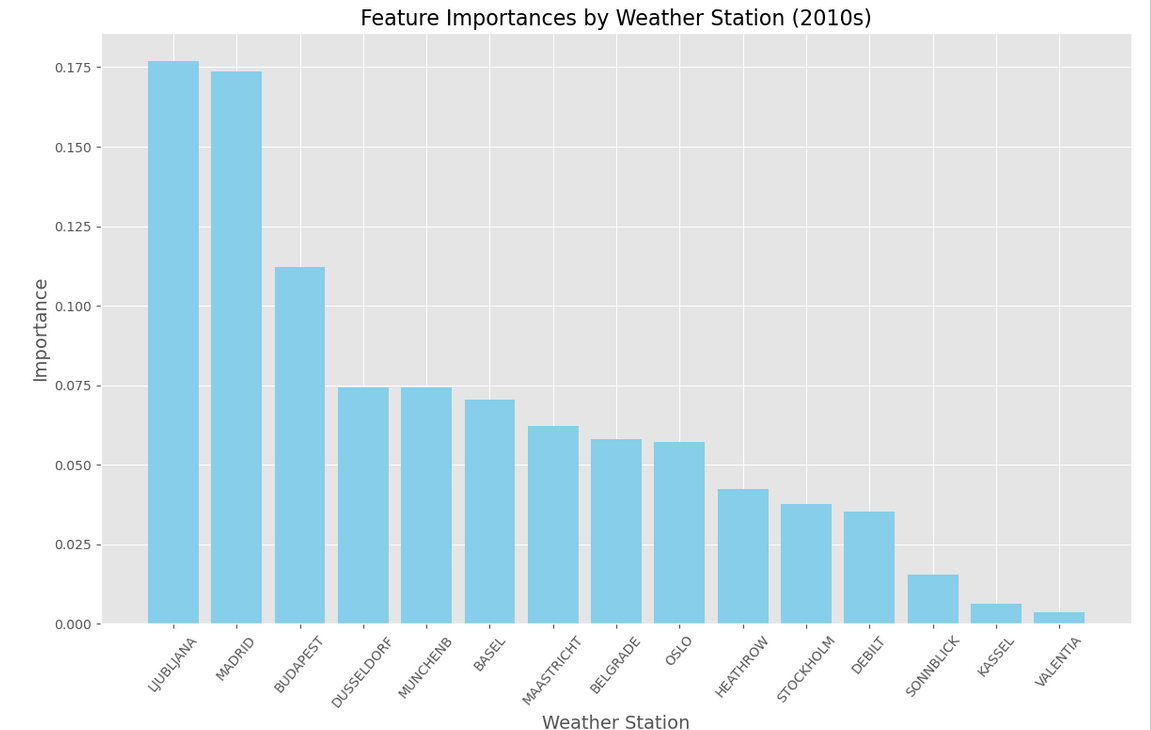 Feature Importances by Weather Station (2010s)
0.175
0.150
0.125
0.100
0.075
0.050
0.025
0.000
Importance
LJUBLJANA
MADRID
BUDAPEST
DUSSELDORF
MUNCHENB
BASEL
MAASTRICHT
BELGRADE
OSLO
HEATHROW
STOCKHOLM
DEBILT
SONNBLICK
KASSEL
VALENTIA
Weather Station